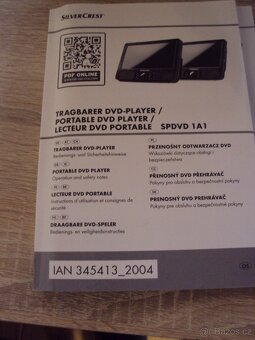 SILVERCREST
PDF ONLINE
TRAGBARER DVD-PLAYER /
PORTABLE DVD PLAYER /
LECTEUR DVD PORTABLE SPDVD 1A1
TRAGBARER DVD-PLAYER
Bedienungs- und Sicherheitshinweise
PORTABLE DVD PLAYER
Operation and safety notes
LECTEUR DVD PORTABLE
Instructions d'utilisation et consignes de
sécurité
DRAAGBARE DVD-SPELER
Bedienings- en veiligheidsinstructies
PRZENOŚNY ODTWARZACZ DVD
Wskazówki dotyczące obsługi i
bezpieczeństwa
PŘENOSNÝ DVD PŘEHRÁVAČ
Pokyny pro obsluhu a bezpečnostní pokyny
PRENOSNÝ DVD PREHRÁVAČ
Pokyny pre obsluhu a bezpečnostné pokyny
IAN 345413_2004
OS